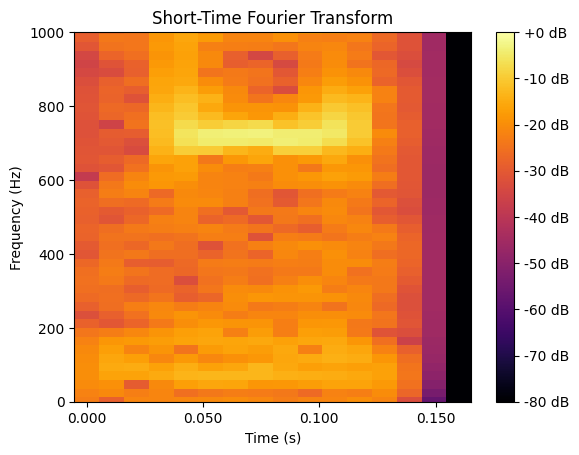 Short-Time Fourier Transform
1000
800
600
400
200
0
Frequency (Hz)
0.000
0.050
0.100
0.150
Time (s)
+0 dB
-10 dB
-20 dB
-30 dB
-40 dB
-50 dB
-60 dB
-70 dB
-80 dB